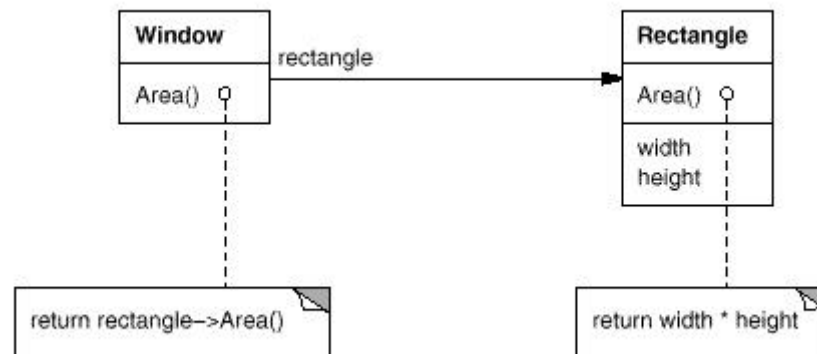 Window
Area()
rectangle
Rectangle
Area()
width
height
return rectangle–>Area()
return width * height